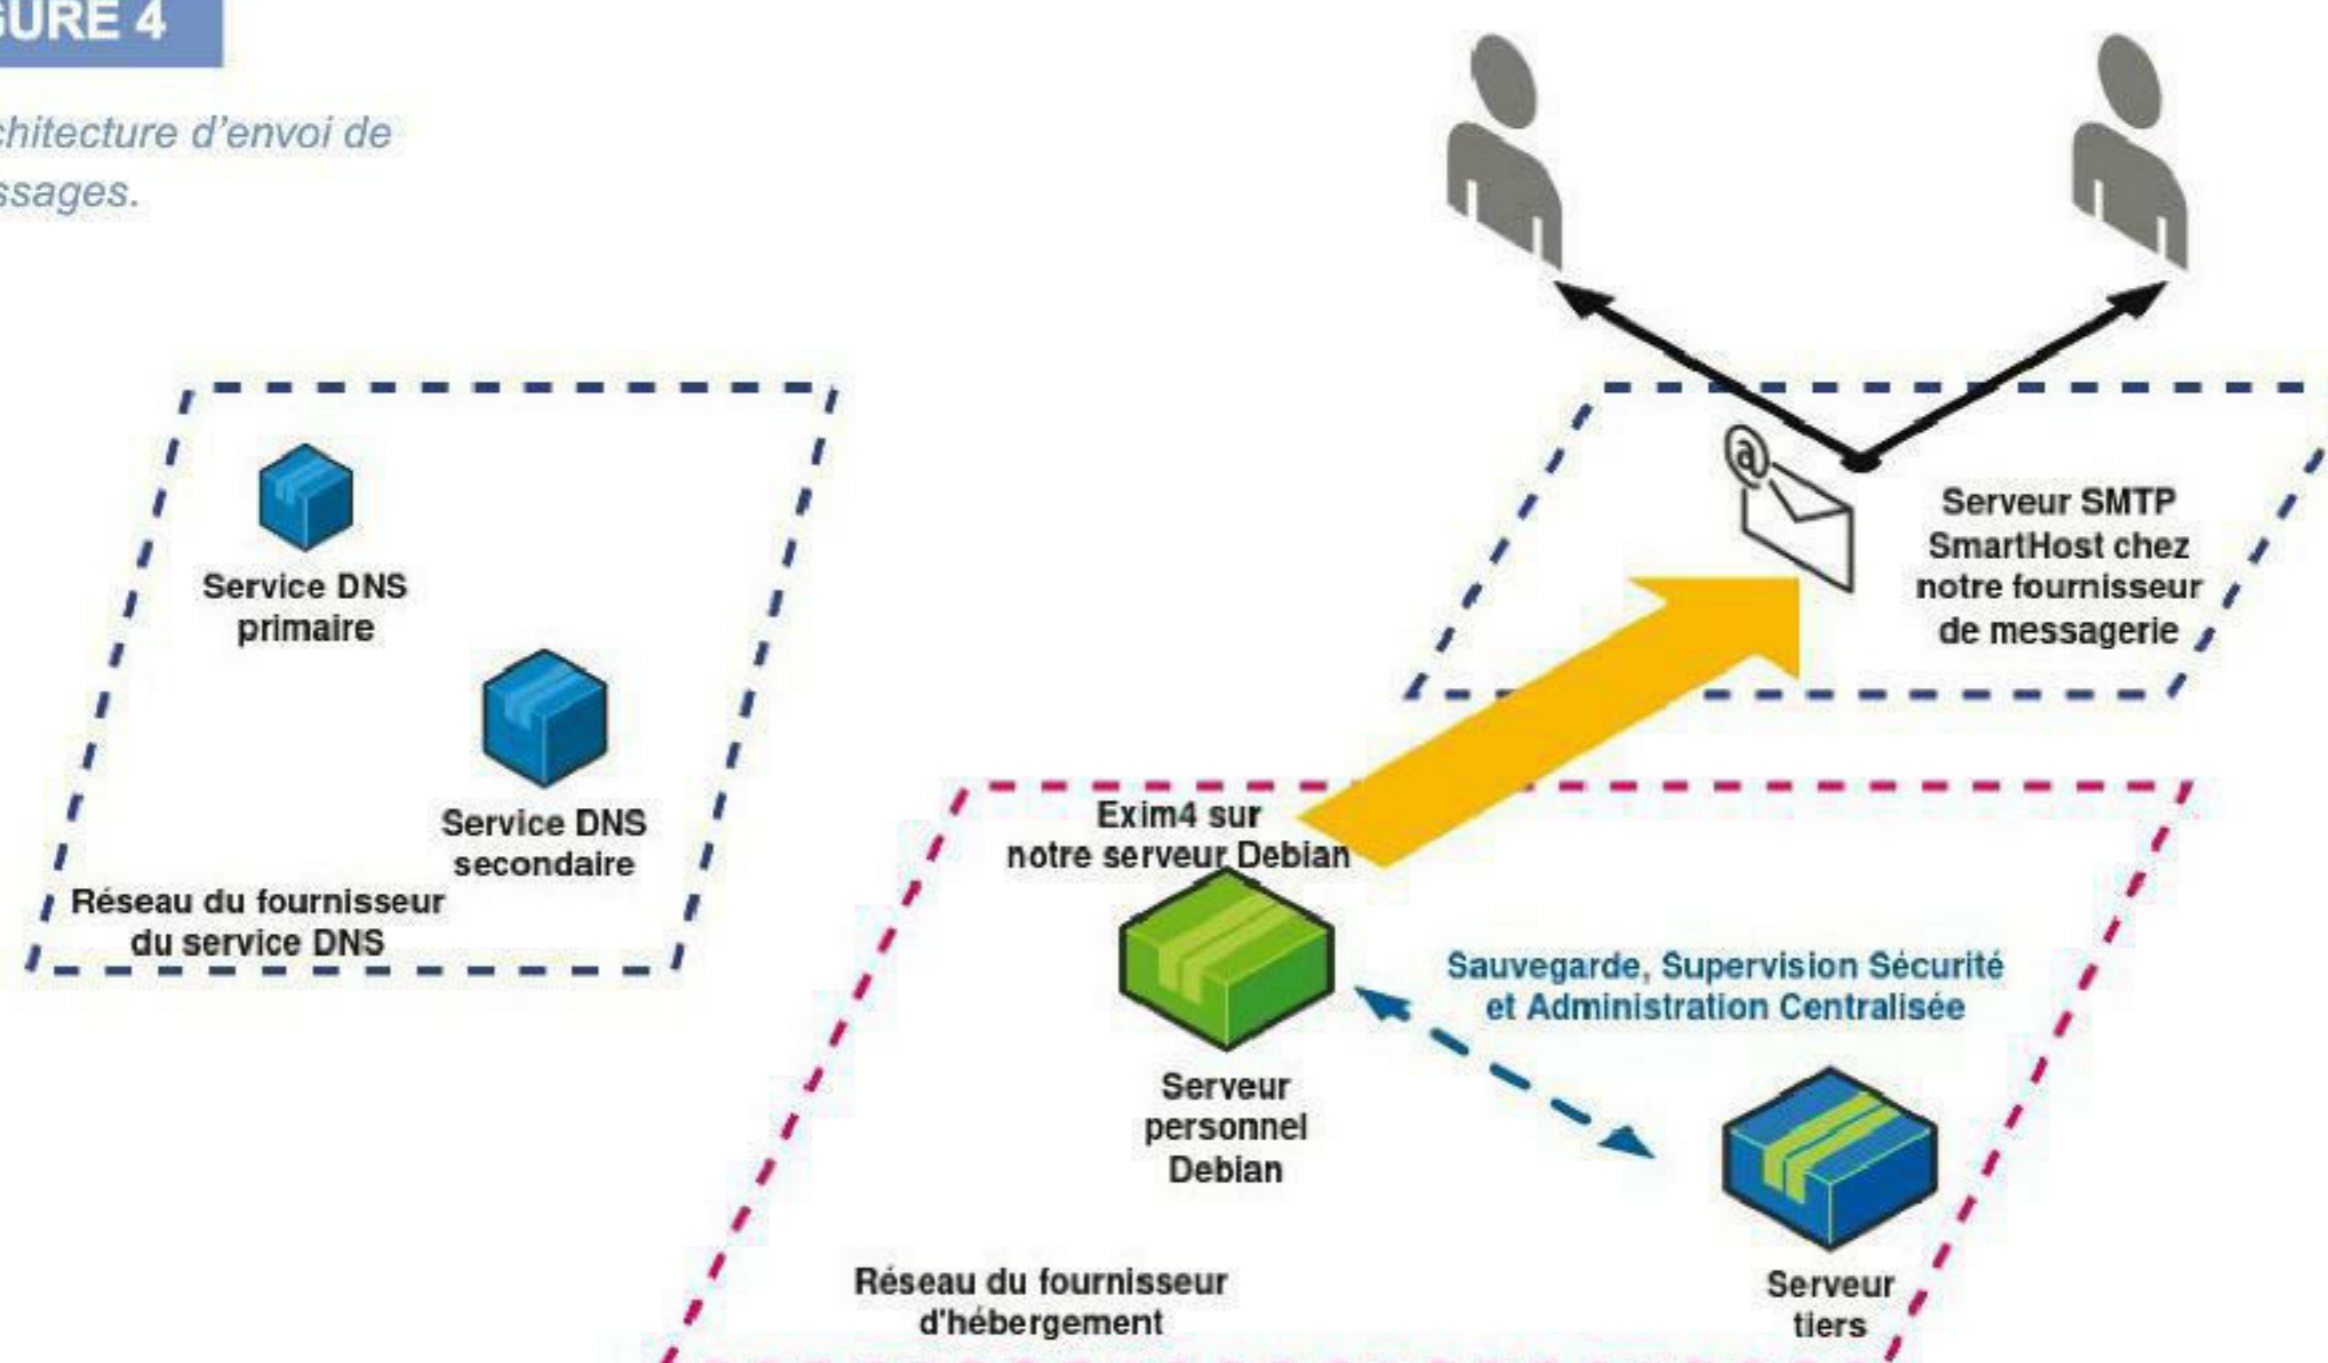 GURE 4
chitecture d'envoi de
ssages.
Service DNS
primaire
Service DNS
secondaire
Réseau du fournisseur
du service DNS
@
Serveur SMTP
SmartHost chez
notre fournisseur
de messagerie
Exim4 sur
notre serveur Debian
Sauvegarde, Supervision Sécurité
et Administration Centralisée
Serveur
personnel
Debian
Serveur
tiers
Réseau du fournisseur
d'hébergement